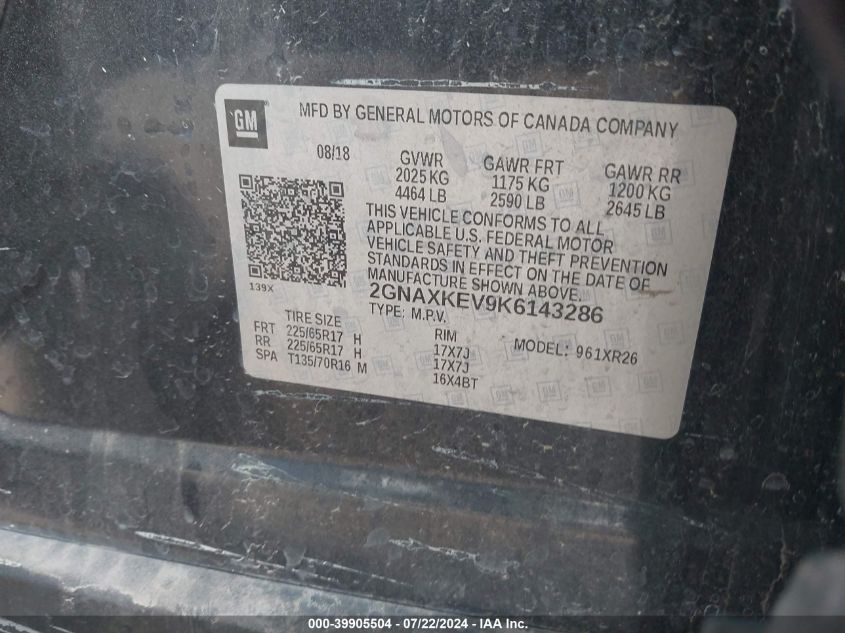 GM
MFD BY GENERAL MOTORS OF CANADA COMPANY
08/18
GVWR
2025 KG
4464 LB
GAWR FRT
1175 KG
2590 LB
GAWR RR
1200 KG
2645 LB
THIS VEHICLE CONFORMS TO ALL
APPLICABLE U.S. FEDERAL MOTOR
VEHICLE SAFETY AND THEFT PREVENTION
STANDARDS IN EFFECT ON THE DATE OF
MANUFACTURE SHOWN ABOVE.
139X
2GNAXKEV9K6143286
TYPE: M.P.V.
TIRE SIZE
FRT 225/65R17 H
RR 225/65R17 H
SPA T135/70R16 M
RIM
17X7J
17X7J
16X4BT
MODEL: 961XR26
000-39905504 / 07/22/2024 - IAA Inc.